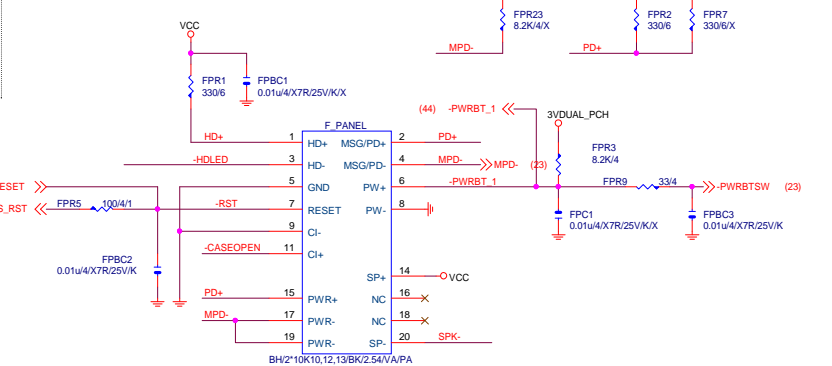 FPR23
8.2K/4/X
FPR2
330/6
FPR7
330/6/X
VCC
MPD-
PD+
FPR1
330/6
FPBC1
0.01u/4/X7R/25V/K/X
(44) -PWRBT_1
3VDUAL_PCH
F_PANEL
HD+ 1 HD+ MSG/PD+ 2 PD+
FPR3
8.2K/4
-HDLED 3 HD- MSG/PD- 4 MPD- MPD- (23)
ESET 5 GND PW+ 6 -PWRBT_1 FPR9 33/4 -PWRBTSW (23)
S_RST FPR5 100/4/1 -RST 7 RESET PW- 8
FPC1
0.01u/4/X7R/25V/K/X
FPBC3
0.01u/4/X7R/25V/K
9 CI-
-CASEOPEN 11 CI+
FPBC2
0.01u/4/X7R/25V/K
SP+ 14 VCC
PD+ 15 PWR+ NC 16
MPD- 17 PWR- NC 18
19 PWR- SP- 20 SPK-
BH/2*10K10,12,13/BK/2.54/VA/PA